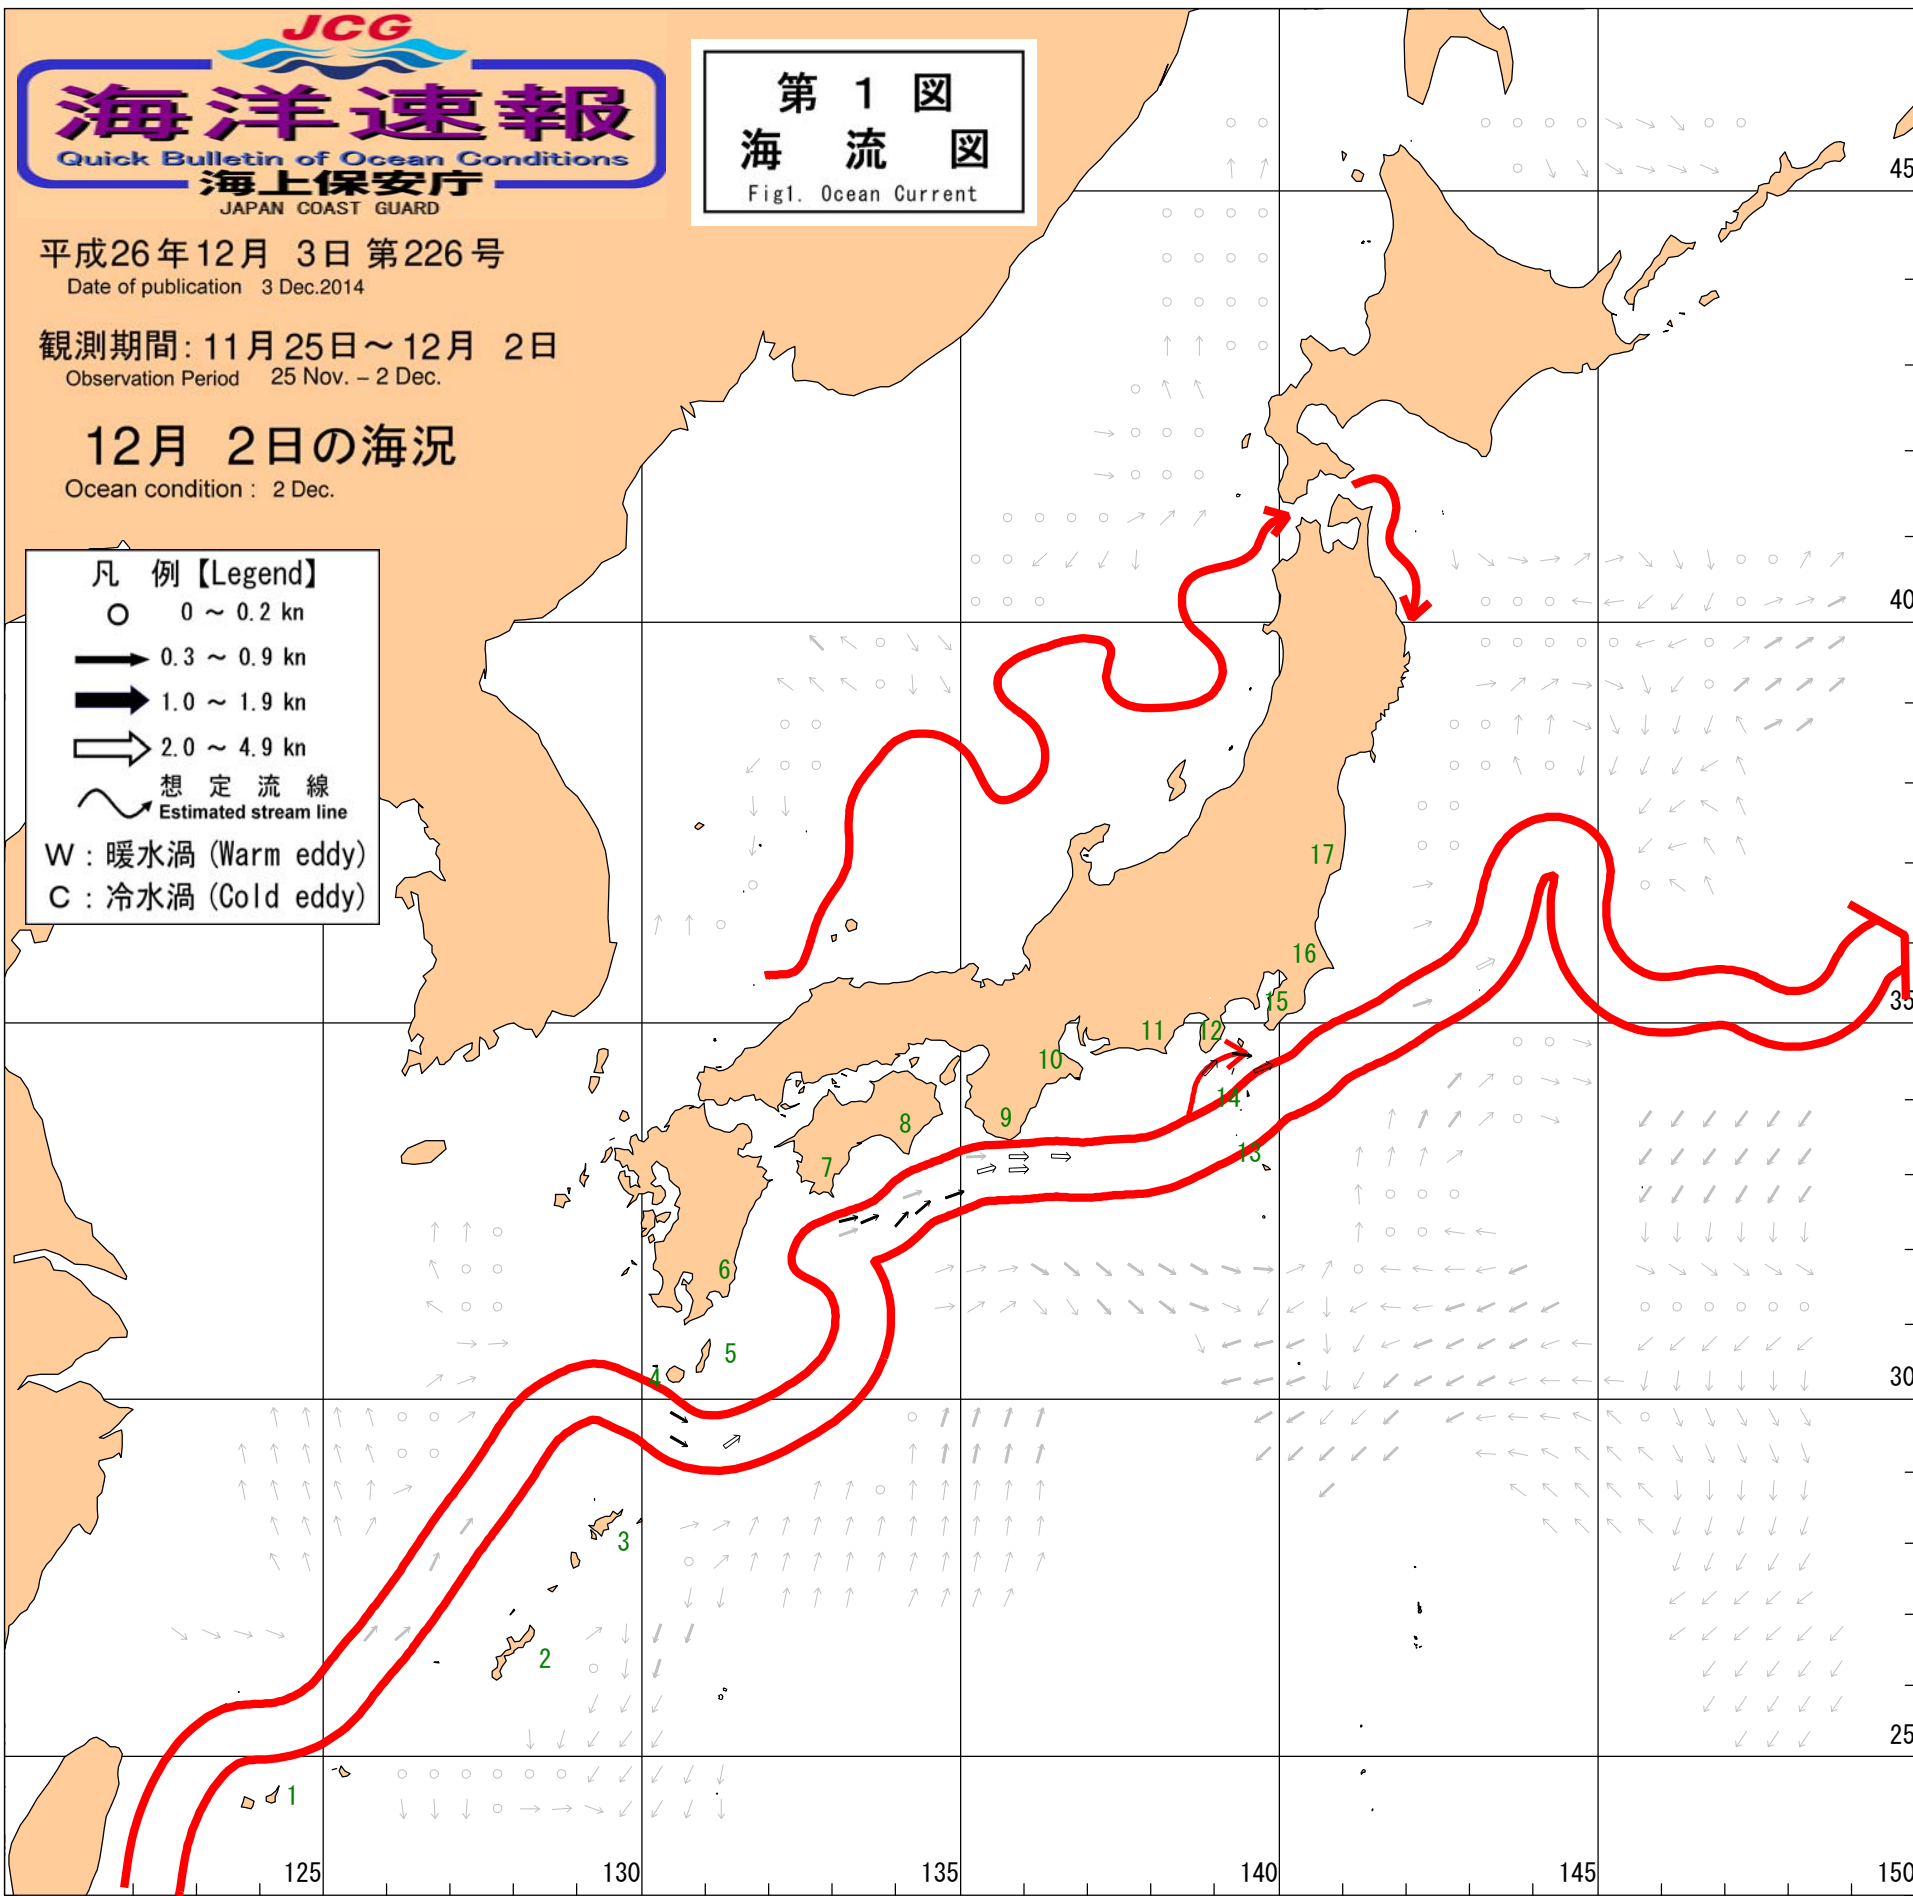 JCG
海洋速報
Quick Bulletin of Ocean Conditions
海上保安庁
JAPAN COAST GUARD
第 1 図
海 流 図
Fig1. Ocean Current
平成26年12月 3日 第226号
Date of publication 3 Dec.2014
観測期間: 11月25日～12月 2日
Observation Period 25 Nov. – 2 Dec.
12月 2日の海況
Ocean condition : 2 Dec.
凡 例【Legend】
0 ～ 0.2 kn
0.3 ～ 0.9 kn
1.0 ～ 1.9 kn
2.0 ～ 4.9 kn
想 定 流 線
Estimated stream line
W : 暖水渦 (Warm eddy)
C : 冷水渦 (Cold eddy)
45
40
17
16
15
35
12
11
10
14
9
8
13
7
6
5
4
30
3
2
25
1
125
130
135
140
145
150